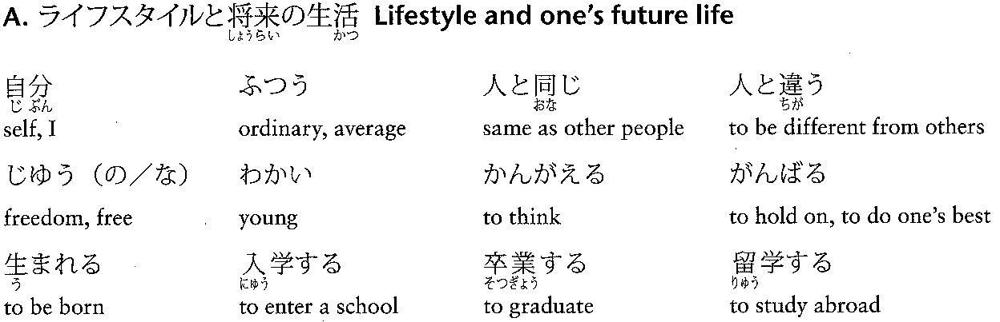 A. ライフスタイルと将来の生活 Lifestyle and one's future life
しょうらい かつ
自分 ふつう 人と同じ 人と違う
じ ぶん おな ちが
self, I ordinary, average same as other people to be different from others
じゆう（の／な） わかい かんがえる がんばる
freedom, free young to think to hold on, to do one's best
生まれる 入学する 卒業する 留学する
う にゅう そつぎょう りゅう
to be born to enter a school to graduate to study abroad